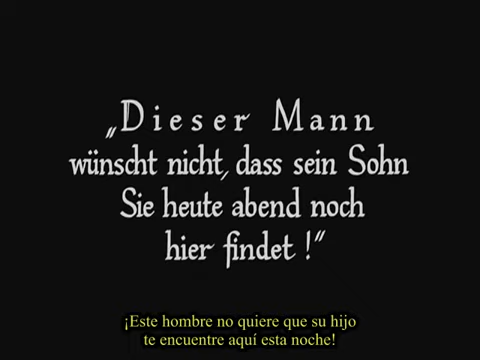 „Dieser Mann
wünscht nicht, dass sein Sohn
Sie heute abend noch
hier findet!“
¡Este hombre no quiere que su hijo
te encuentre aquí esta noche!